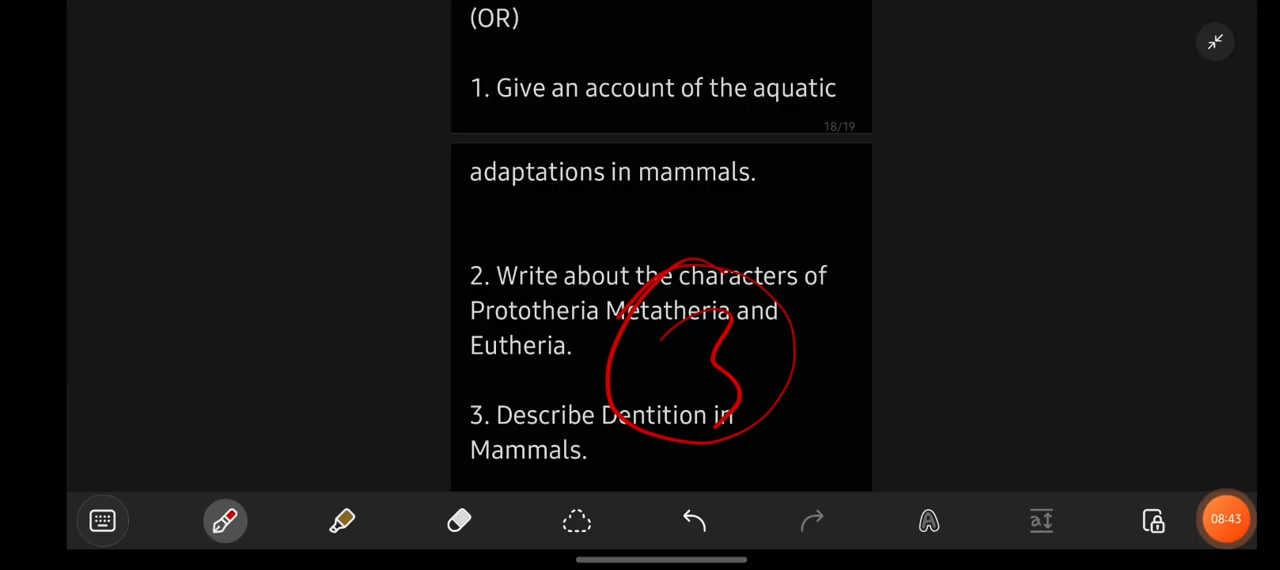 (OR)
1. Give an account of the aquatic
18/19
adaptations in mammals.
2. Write about the characters of
Prototheria Metatheria and
Eutheria.
3
3. Describe Dentition in
Mammals.
A
a
08:43